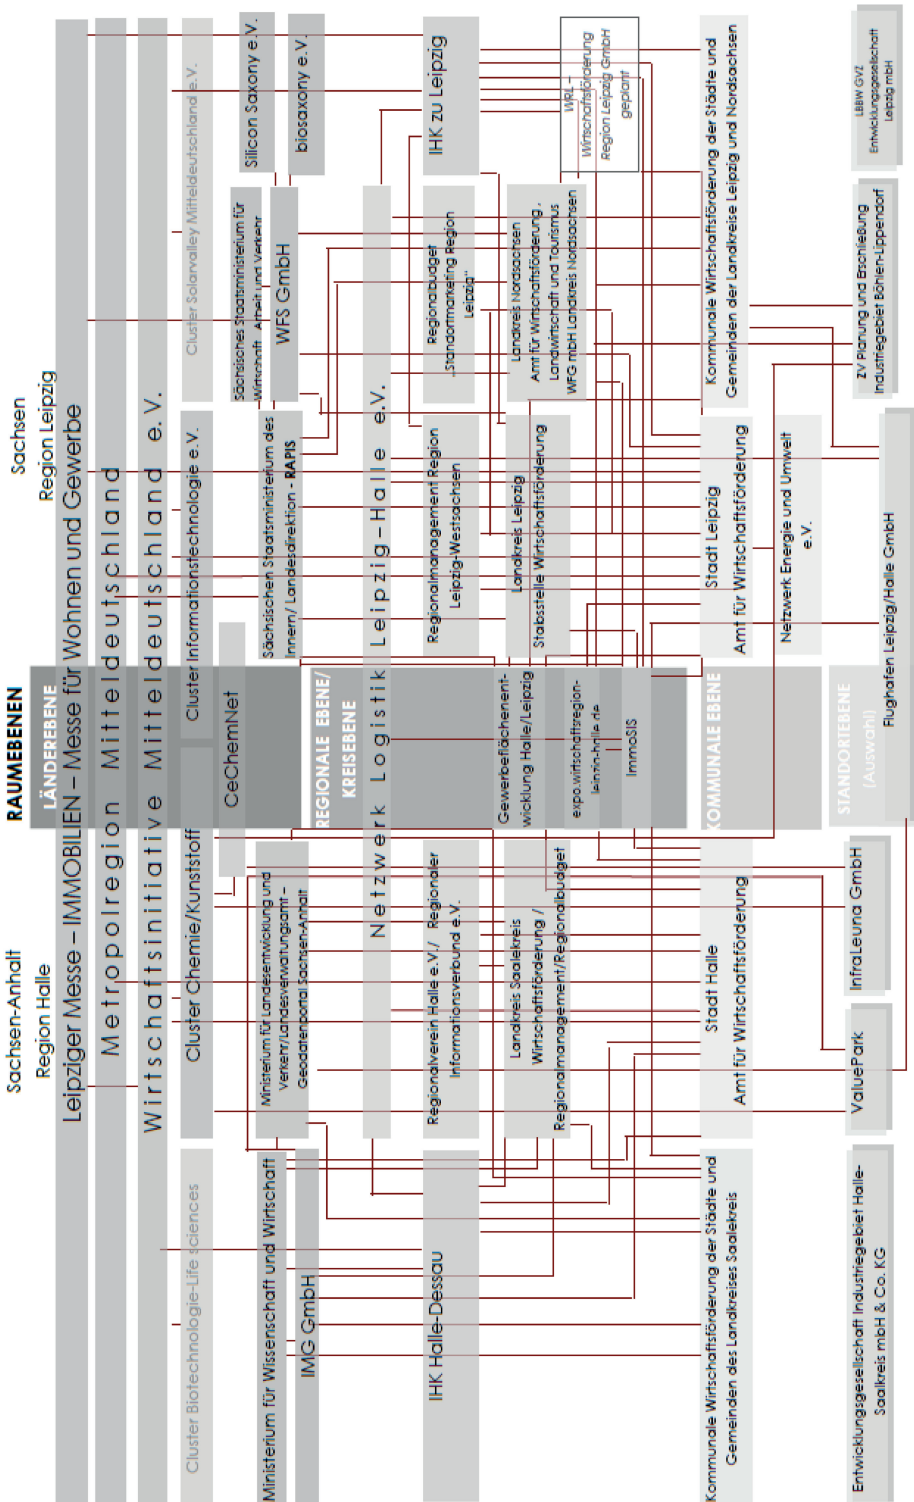 Sachsen-Anhalt
Region Halle
RAUMEBENEN
Sachsen
Region Leipzig
LÄNDEREBENE
Leipziger Messe – IMMOBILIEN – Messe für Wohnen und Gewerbe
Metropolregion Mitteldeutschland
Wirtschaftsinitiative Mitteldeutschland e.V.
Cluster Biotechnologie-Life sciences
Cluster Chemie/Kunststoff
Cluster Informationstechnologie e.V.
Cluster Solarvalley Mitteldeutschland e.V.
CeChemNet
Silicon Saxony e.V.
biosaxony e.V.
Ministerium für Wissenschaft und Wirtschaft
IMG GmbH
Ministerium für Landesentwicklung und
Verkehr/Landesverwaltungsamt –
Geodatenportal Sachsen-Anhalt
Sächsischen Staatsministerium des
Innern/ Landesdirektion - RAPIS
Sächsisches Staatsministerium für
Wirtschaft, Arbeit und Verkehr
WFS GmbH
REGIONALE EBENE/
KREISEBENE
Netzwerk Logistik Leipzig-Halle e.V.
IHK Halle-Dessau
Regionalverein Halle e.V./ Regionaler
Informationsverbund e.V.
Regionalmanagement Region
Leipzig-Westsachsen
Regionalbudget
„Standortmarketing Region
Leipzig“
IHK zu Leipzig
Landkreis Saalekreis
Wirtschaftsförderung /
Regionalmanagement/Regionalbudget
Gewerbeflächenent-
wicklung Halle/Leipzig
expo.wirtschaftsregion-
leipzig-halle.de
ImmoSIS
Landkreis Leipzig
Stabsstelle Wirtschaftsförderung
Landkreis Nordsachsen
Amt für Wirtschaftsförderung,
Landwirtschaft und Tourismus
WFG mbH Landkreis Nordsachsen
WRL –
Wirtschaftsförderung
Region Leipzig GmbH
geplant
KOMMUNALE EBENE
Kommunale Wirtschaftsförderung der Städte und
Gemeinden des Landkreises Saalekreis
Stadt Halle
Amt für Wirtschaftsförderung
Stadt Leipzig
Amt für Wirtschaftsförderung
Kommunale Wirtschaftsförderung der Städte und
Gemeinden der Landkreise Leipzig und Nordsachsen
Netzwerk Energie und Umwelt
e.V.
STANDORTEBENE
(Auswahl)
Entwicklungsgesellschaft Industriegebiet Halle-
Saalkreis mbH & Co. KG
ValuePark
InfraLeuna GmbH
Flughafen Leipzig/Halle GmbH
ZV Planung und Erschließung
Industriegebiet Böhlen-Lippendorf
LBBW GVZ
Entwicklungsgesellschaft
Leipzig mbH